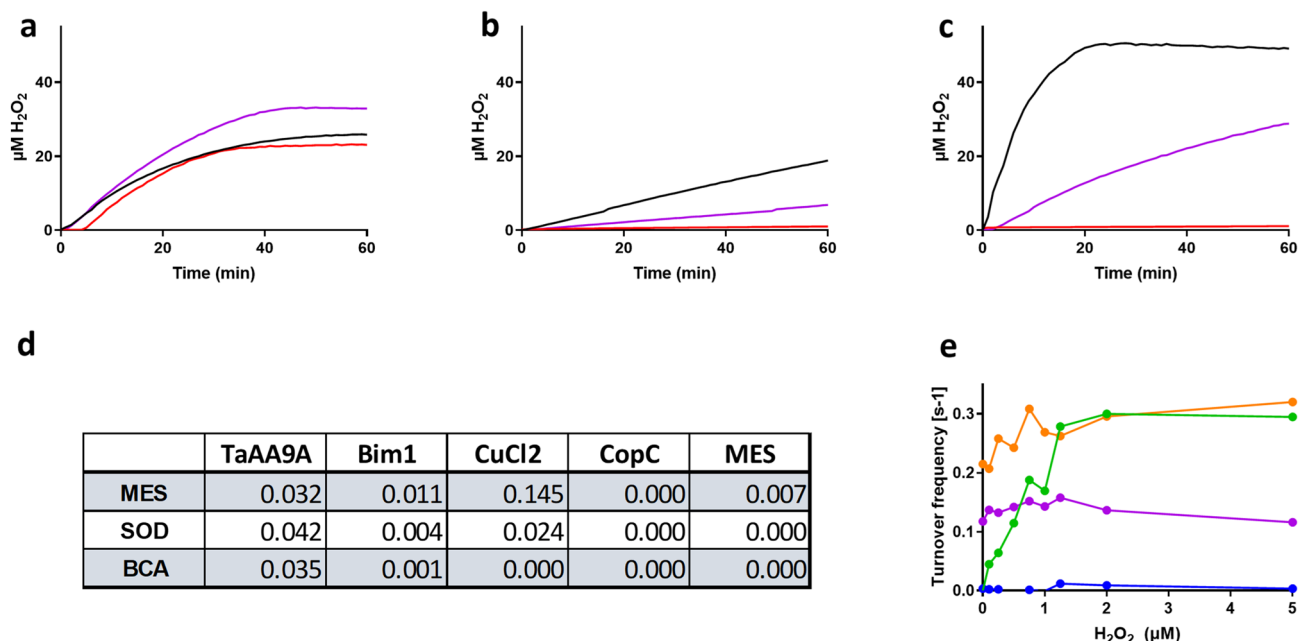 a
b
c
40
20
0
µM H2O2
0
20
40
60
Time (min)
40
20
0
µM H2O2
0
20
40
60
Time (min)
40
20
0
µM H2O2
0
20
40
60
Time (min)
d
TaAA9A Bim1 CuCl2 CopC MES
MES 0.032 0.011 0.145 0.000 0.007
SOD 0.042 0.004 0.024 0.000 0.000
BCA 0.035 0.001 0.000 0.000 0.000
e
0.3
0.2
0.1
0.0
Turnover frequency [s-1]
0
1
2
3
4
5
H2O2 (µM)